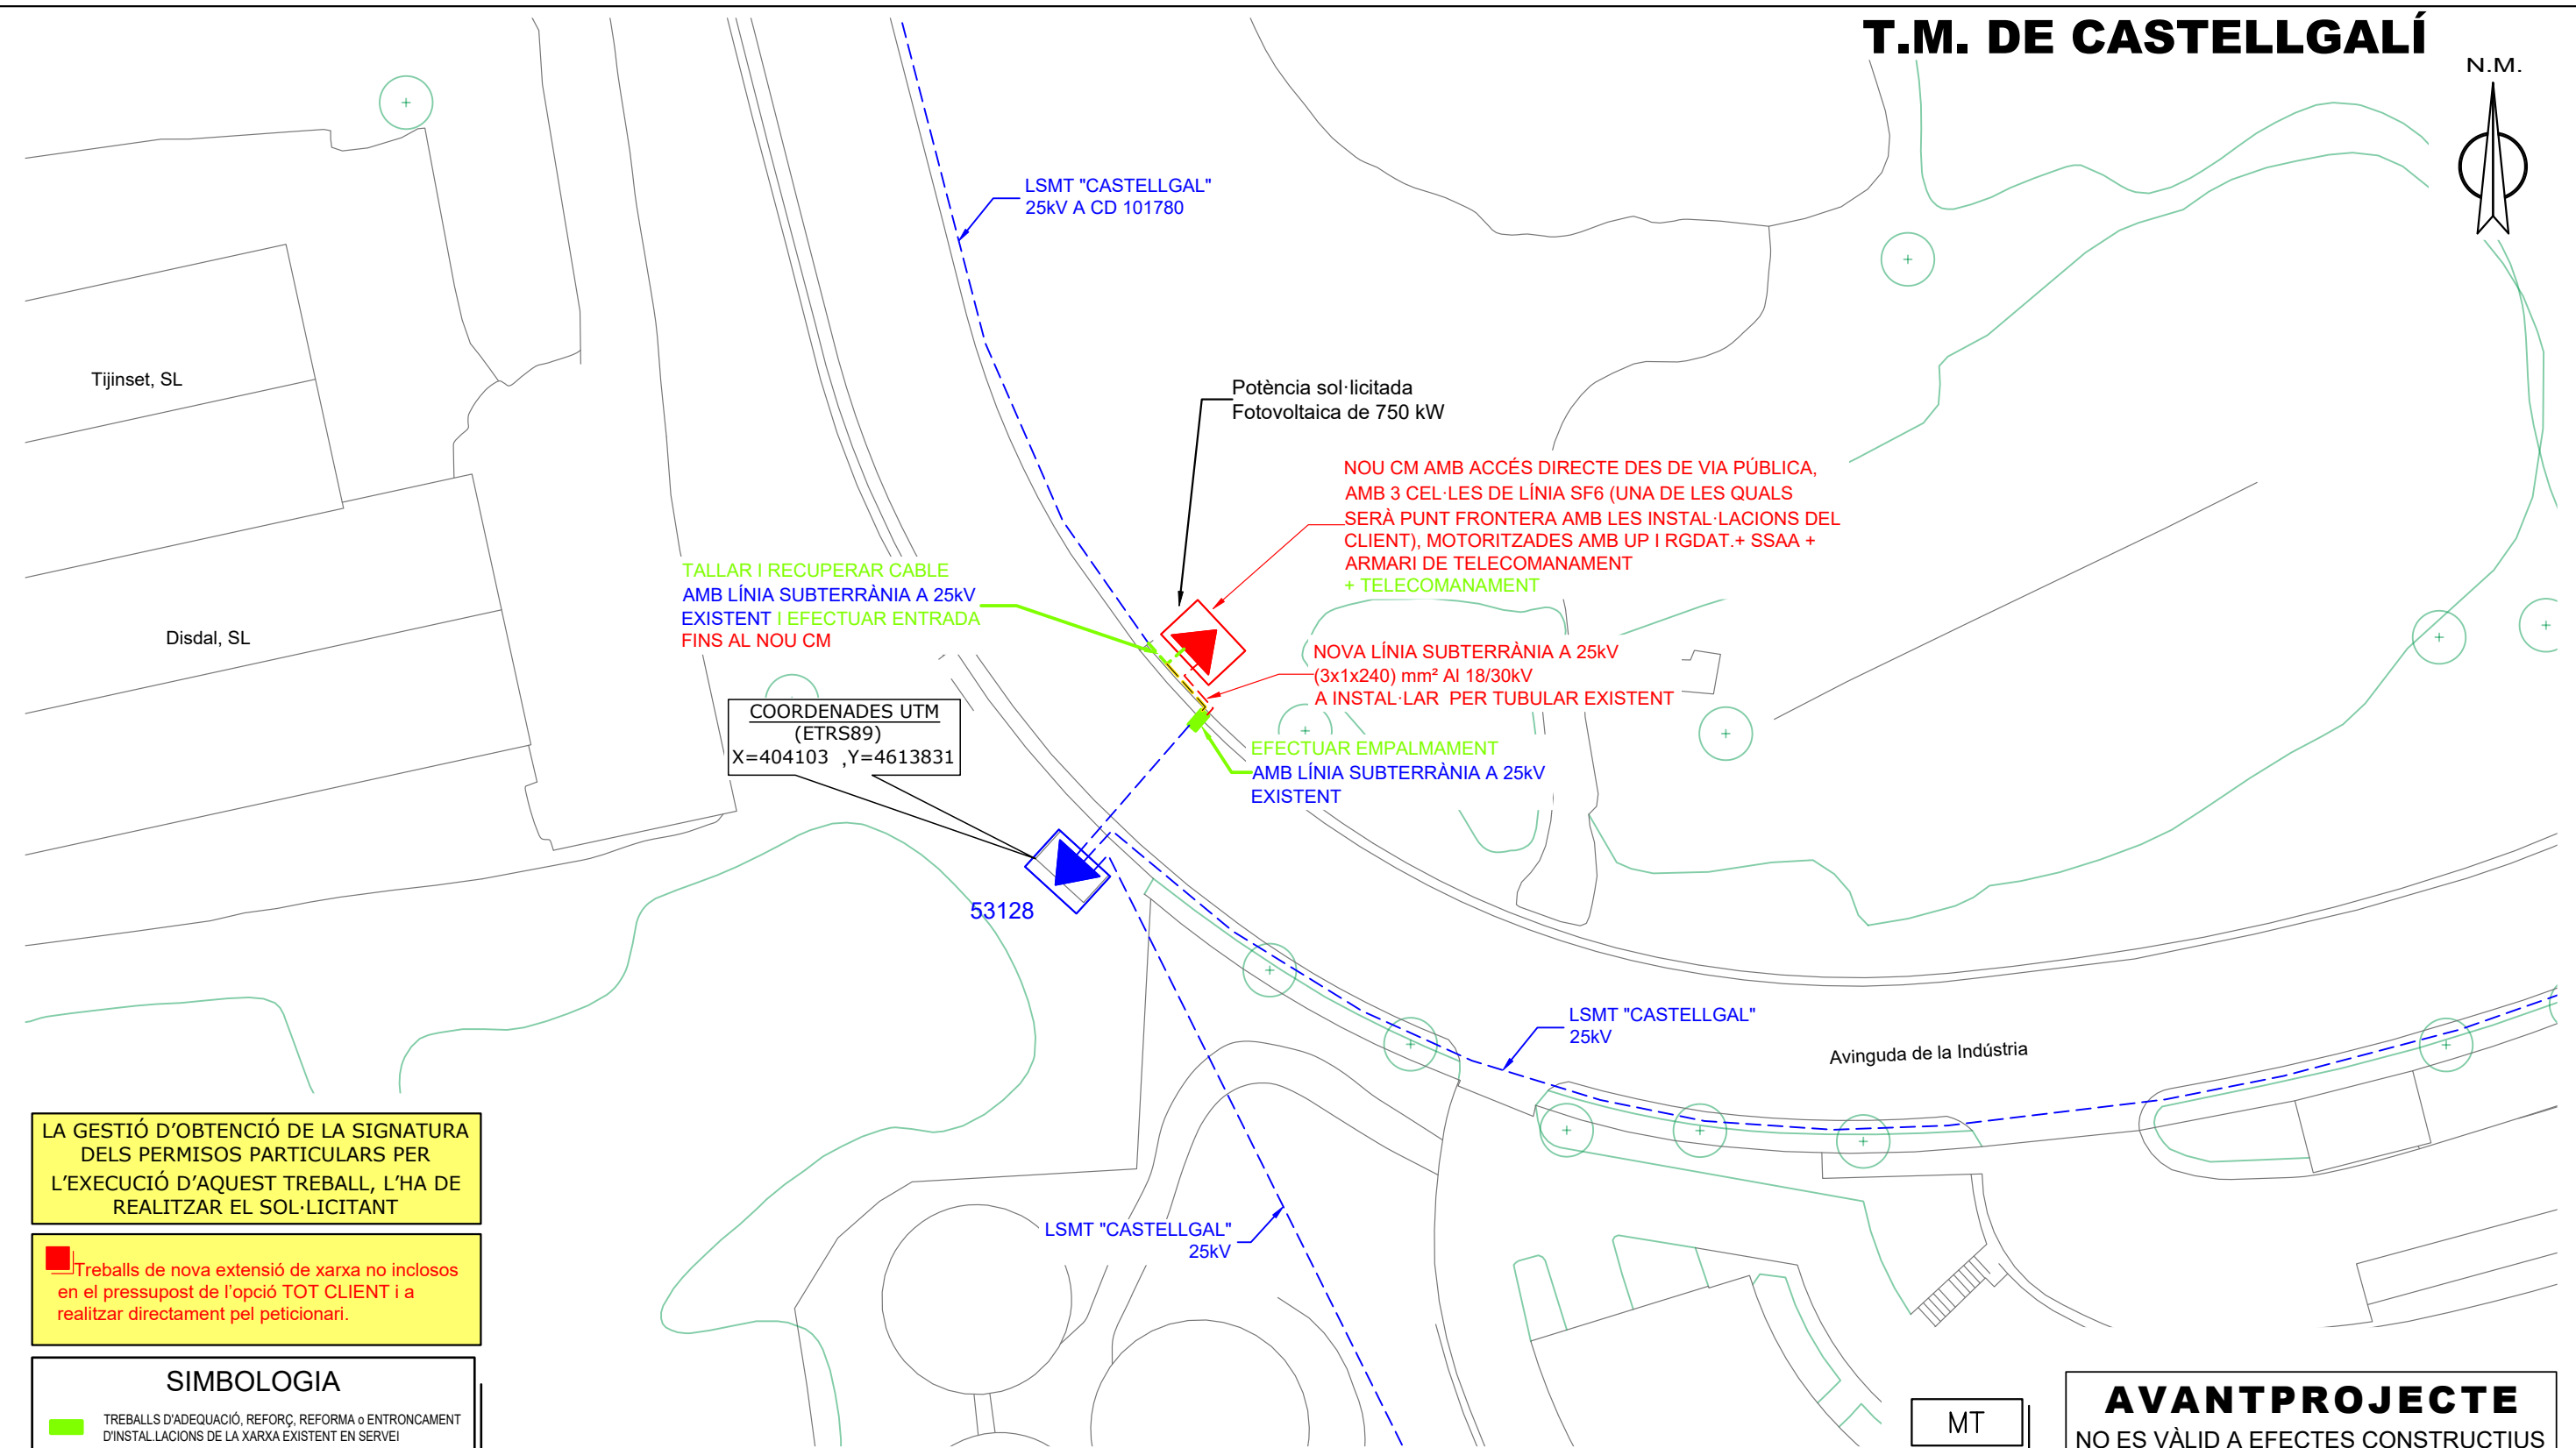 T.M. DE CASTELLGALÍ
N.M.
LSMT "CASTELLGAL"
25kV A CD 101780
Tijinset, SL
Potència sol·licitada
Fotovoltaica de 750 kW
NOU CM AMB ACCÉS DIRECTE DES DE VIA PÚBLICA,
AMB 3 CEL·LES DE LÍNIA SF6 (UNA DE LES QUALS
SERÀ PUNT FRONTERA AMB LES INSTAL·LACIONS DEL
CLIENT), MOTORITZADES AMB UP I RGDAT.+ SSAA +
ARMARI DE TELECOMANAMENT
+ TELECOMANAMENT
TALLAR I RECUPERAR CABLE
AMB LÍNIA SUBTERRÀNIA A 25kV
EXISTENT I EFECTUAR ENTRADA
FINS AL NOU CM
Disdal, SL
NOVA LÍNIA SUBTERRÀNIA A 25kV
(3x1x240) mm² Al 18/30kV
A INSTAL·LAR PER TUBULAR EXISTENT
COORDENADES UTM
(ETRS89)
X=404103 ,Y=4613831
EFECTUAR EMPALMAMENT
AMB LÍNIA SUBTERRÀNIA A 25kV
EXISTENT
53128
LSMT "CASTELLGAL"
25kV
Avinguda de la Indústria
LSMT "CASTELLGAL"
25kV
LA GESTIÓ D'OBTENCIÓ DE LA SIGNATURA
DELS PERMISOS PARTICULARS PER
L'EXECUCIÓ D'AQUEST TREBALL, L'HA DE
REALITZAR EL SOL·LICITANT
Treballs de nova extensió de xarxa no inclosos
en el pressupost de l'opció TOT CLIENT i a
realitzar directament pel peticionari.
SIMBOLOGIA
TREBALLS D'ADEQUACIÓ, REFORÇ, REFORMA o ENTRONCAMENT
D'INSTAL.LACIONS DE LA XARXA EXISTENT EN SERVEI
MT
AVANTPROJECTE
NO ES VÀLID A EFECTES CONSTRUCTIUS